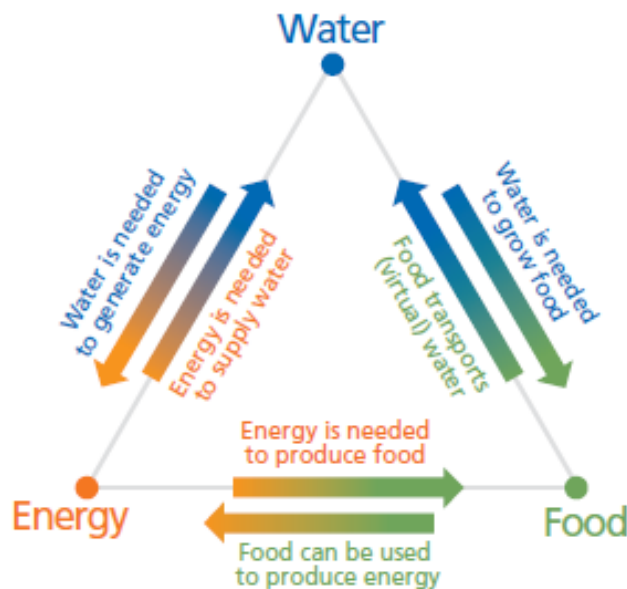 Water
Water is needed
to generate energy
Energy is needed
to supply water
Food transports
(virtual) water
Water is needed
to grow food
Energy is needed
to produce food
Energy
Food
Food can be used
to produce energy